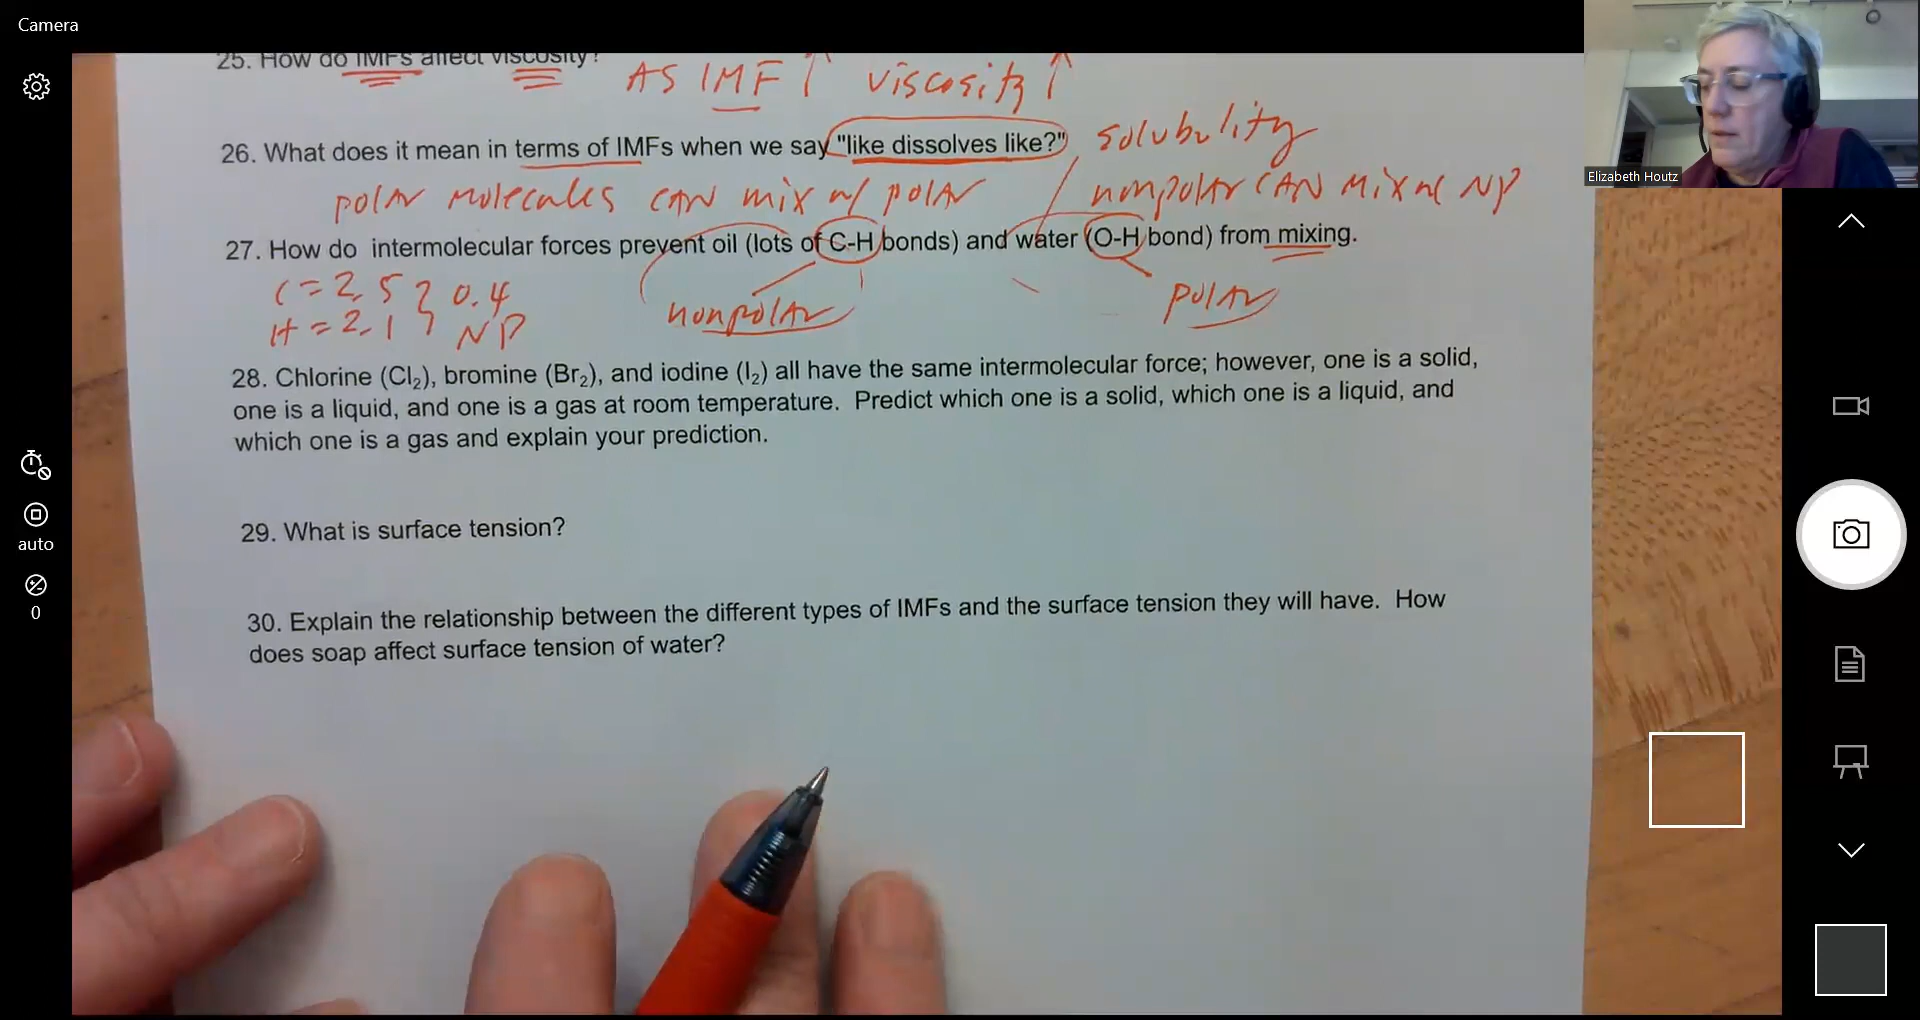 Camera
25. How do IMFs affect viscosity?
AS IMF ↑ viscosity ↑
26. What does it mean in terms of IMFs when we say "like dissolves like?"
solubility
polar molecules CAN mix w/ polar
nonpolar CAN mix w NP
27. How do intermolecular forces prevent oil (lots of C-H bonds) and water (O-H bond) from mixing.
C = 2.5 } 0.4
H = 2.1 } NP
nonpolar
polar
28. Chlorine (Cl₂), bromine (Br₂), and iodine (I₂) all have the same intermolecular force; however, one is a solid,
one is a liquid, and one is a gas at room temperature. Predict which one is a solid, which one is a liquid, and
which one is a gas and explain your prediction.
29. What is surface tension?
30. Explain the relationship between the different types of IMFs and the surface tension they will have. How
does soap affect surface tension of water?
auto
0
Elizabeth Houtz